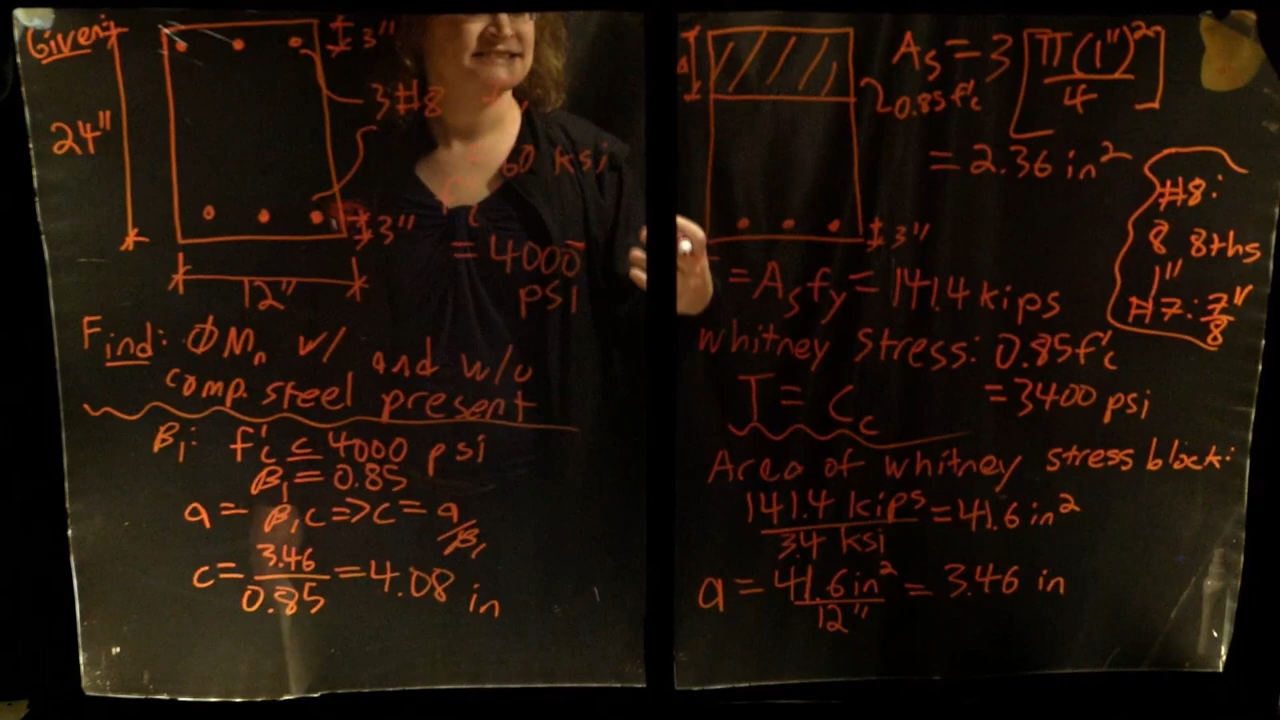 Given:
3"
24"
3 #8
= 60 ksi
3"
= 4000
psi
12"
Find: ØMn w/ and w/o
comp. steel present
β1: f'c ≤ 4000 psi
β1 = 0.85
a = β1c => c = a/β1
c = 3.46/0.85 = 4.08 in
a
0.85f'c
As = 3 [π(1")²/4]
= 2.36 in²
#8:
8 8ths
1"
#7: 7/8"
3"
= Asfy = 141.4 kips
Whitney Stress: 0.85f'c
= 3400 psi
T = Cc
Area of Whitney stress block:
141.4 kips/3.4 ksi = 41.6 in²
a = 41.6 in²/12" = 3.46 in